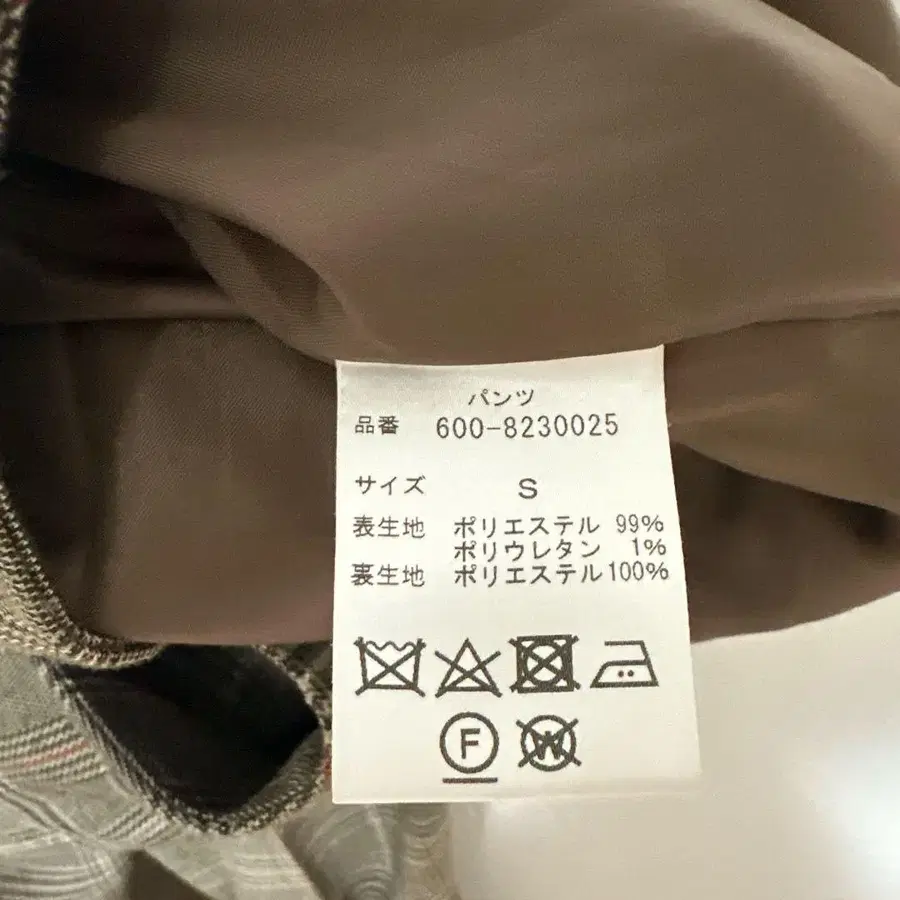 パンツ
品番 600-8230025
サイズ S
表生地 ポリエステル 99%
ポリウレタン 1%
裏生地 ポリエステル100%
F
W